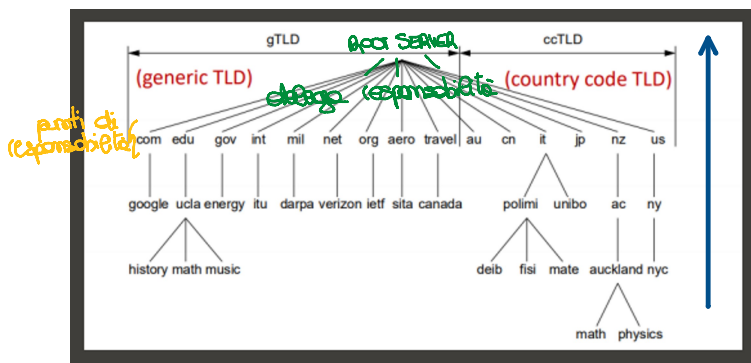 gTLD ROOT SERVER ccTLD
(generic TLD) (country code TLD)
delega responsabilità
punti di
responsabilità
com edu gov int mil net org aero travel au cn it jp nz us
google ucla energy itu darpa verizon ietf sita canada polimi unibo ac ny
history math music deib fisi mate auckland nyc
math physics